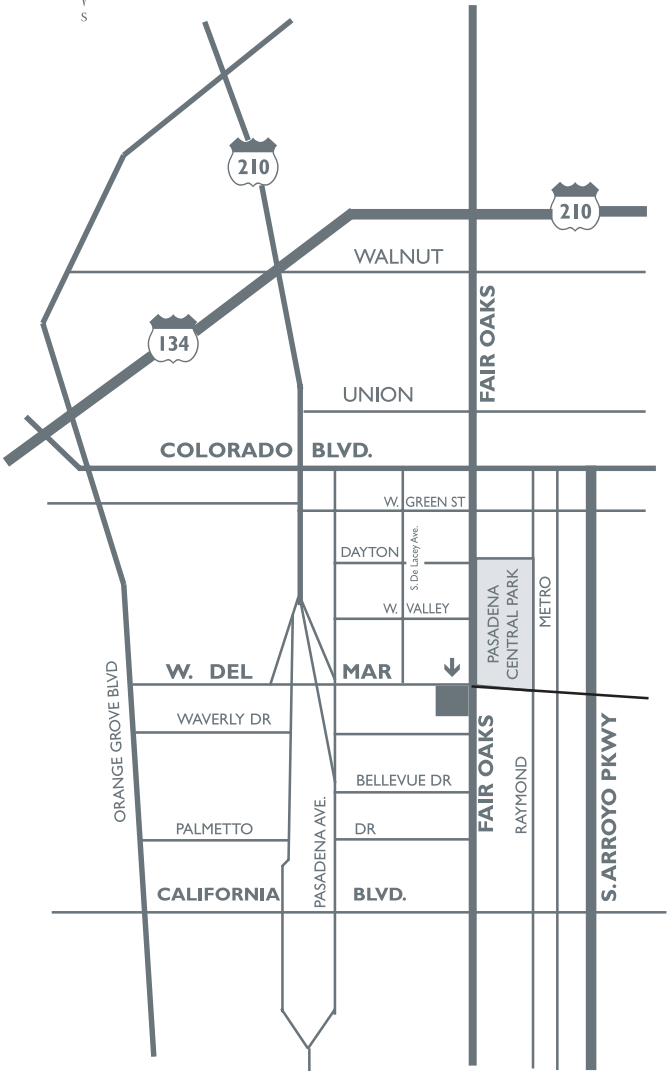 S
210
210
WALNUT
134
FAIR OAKS
UNION
COLORADO BLVD.
W. GREEN ST
DAYTON
S. De Lacey Ave.
W. VALLEY
PASADENA
CENTRAL PARK
METRO
W. DEL MAR
ORANGE GROVE BLVD
WAVERLY DR
FAIR OAKS
RAYMOND
S. ARROYO PKWY
BELLEVUE DR
PALMETTO DR
PASADENA AVE.
CALIFORNIA BLVD.